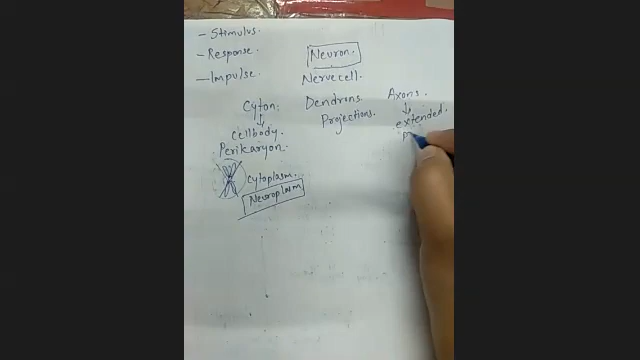 - Stimulus.
- Response.
- Impulse.
Neuron.
Nervecell.
Cyton.
cellbody.
Perikaryon.
cytoplasm.
Neuroplasm
Dendrons.
Projections.
Axons.
extended.